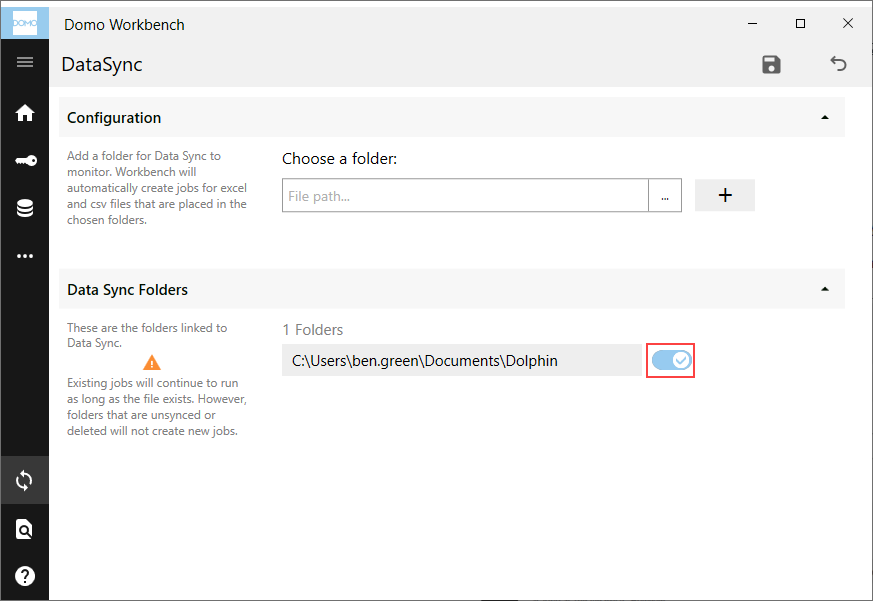 DOMO
Domo Workbench
DataSync
Configuration
Add a folder for Data Sync to
monitor. Workbench will
automatically create jobs for excel
and csv files that are placed in the
chosen folders.
Choose a folder:
File path...
...
+
Data Sync Folders
These are the folders linked to
Data Sync.
Existing jobs will continue to run
as long as the file exists. However,
folders that are unsynced or
deleted will not create new jobs.
1 Folders
C:\Users\ben.green\Documents\Dolphin